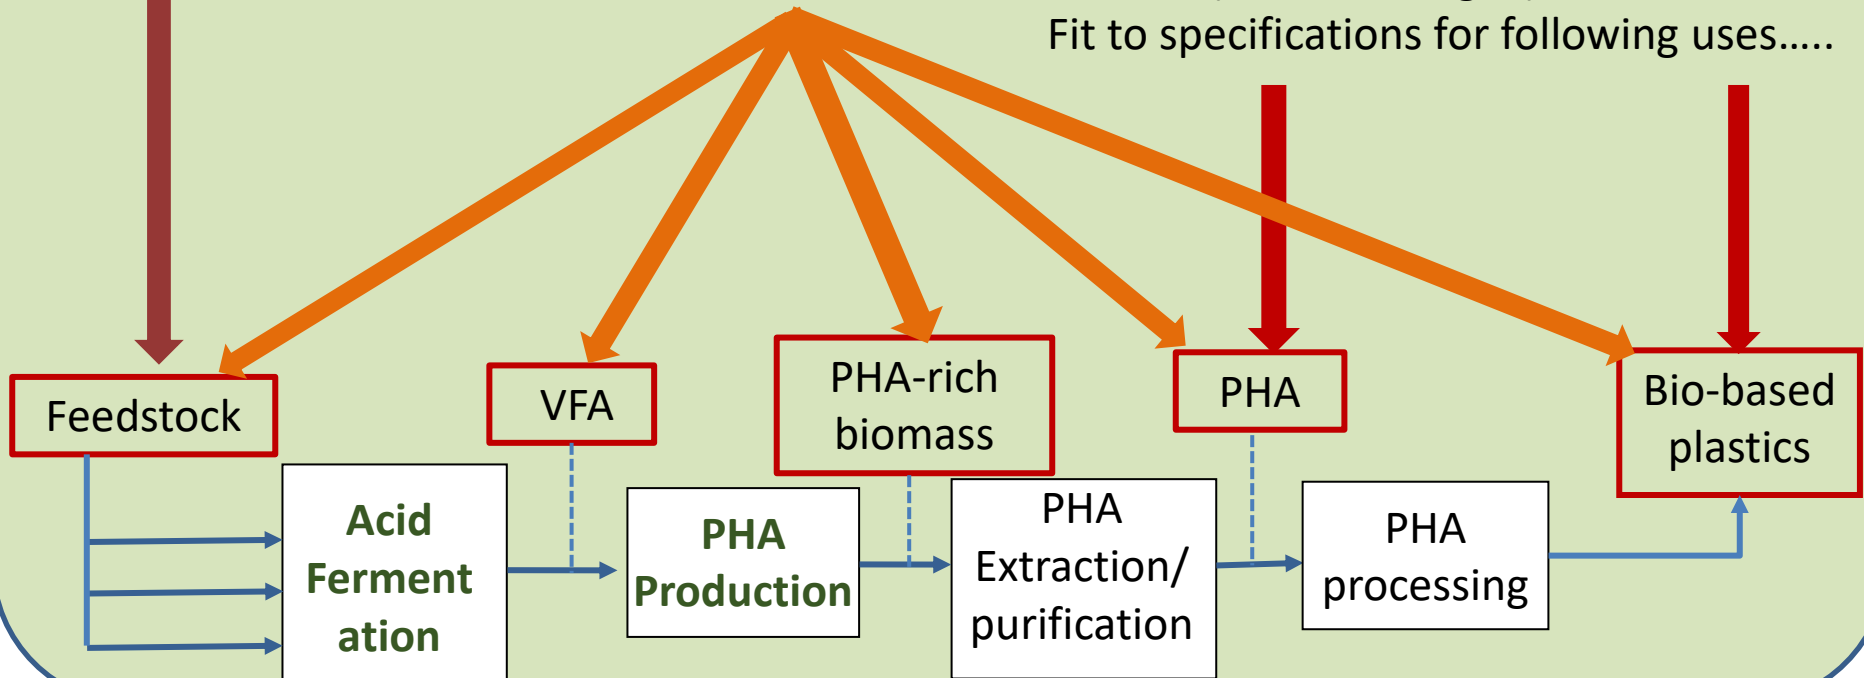 Fit to specifications for following uses.....
Feedstock
VFA
PHA-rich
biomass
PHA
Bio-based
plastics
Acid
Ferment
ation
PHA
Production
PHA
Extraction/
purification
PHA
processing